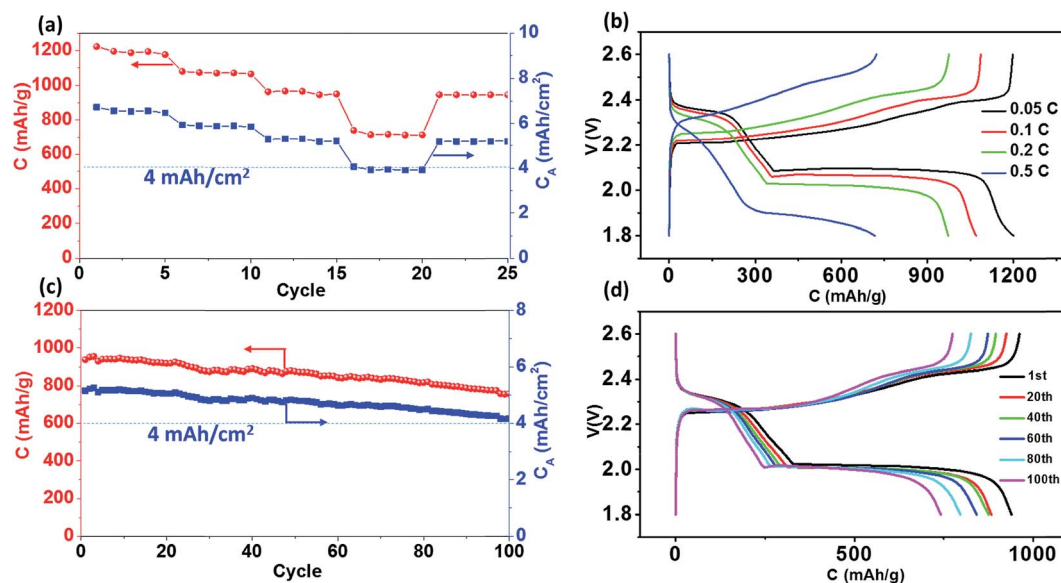 (a)
C (mAh/g)
1200
1000
800
600
400
200
0
4 mAh/cm²
0 5 10 15 20 25
Cycle
10
8
6
4
2
0
C_A (mAh/cm²)
(b)
V(V)
2.6
2.4
2.2
2.0
1.8
0.05 C
0.1 C
0.2 C
0.5 C
0 300 600 900 1200
C (mAh/g)
(c)
C (mAh/g)
1200
1000
800
600
400
200
0
4 mAh/cm²
0 20 40 60 80 100
Cycle
8
6
4
2
0
C_A (mAh/cm²)
(d)
V(V)
2.6
2.4
2.2
2.0
1.8
1st
20th
40th
60th
80th
100th
0 500 1000
C (mAh/g)